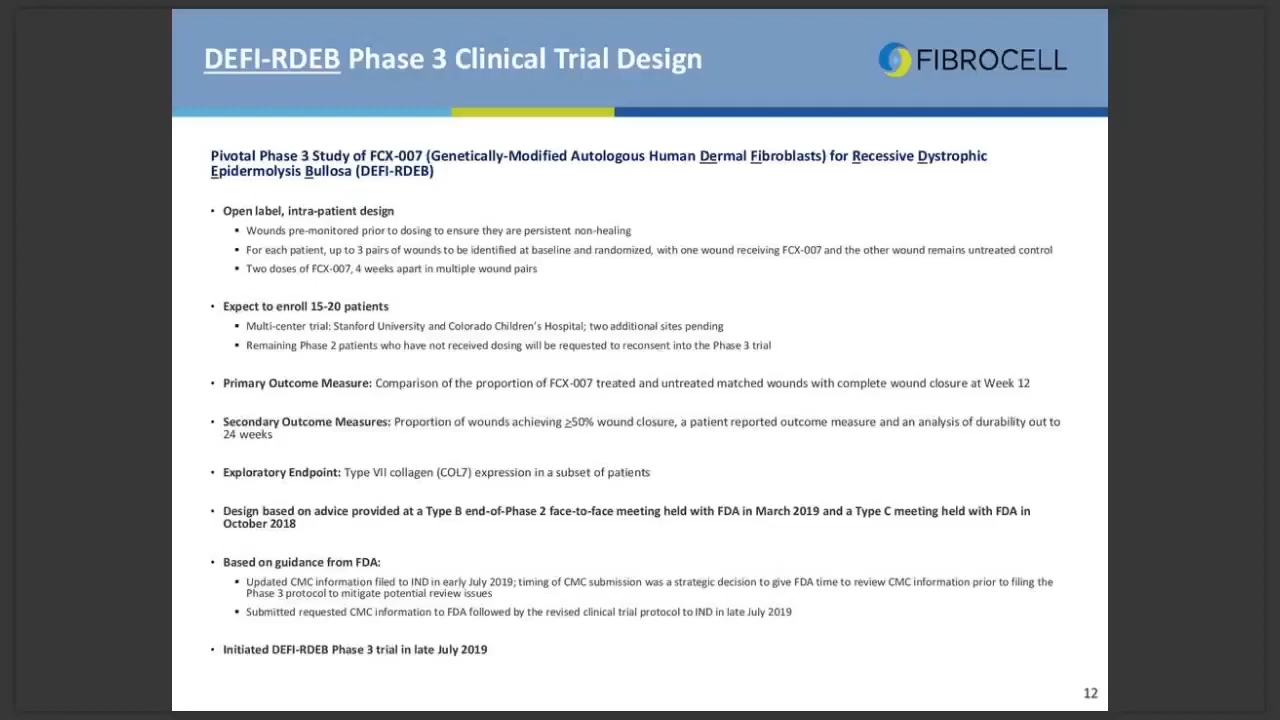 DEFI-RDEB Phase 3 Clinical Trial Design
FIBROCELL
Pivotal Phase 3 Study of FCX-007 (Genetically-Modified Autologous Human Dermal Fibroblasts) for Recessive Dystrophic
Epidermolysis Bullosa (DEFI-RDEB)
• Open label, intra-patient design
▪ Wounds pre-monitored prior to dosing to ensure they are persistent non-healing
▪ For each patient, up to 3 pairs of wounds to be identified at baseline and randomized, with one wound receiving FCX-007 and the other wound remains untreated control
▪ Two doses of FCX-007, 4 weeks apart in multiple wound pairs
• Expect to enroll 15-20 patients
▪ Multi-center trial: Stanford University and Colorado Children's Hospital; two additional sites pending
▪ Remaining Phase 2 patients who have not received dosing will be requested to reconsent into the Phase 3 trial
• Primary Outcome Measure: Comparison of the proportion of FCX-007 treated and untreated matched wounds with complete wound closure at Week 12
• Secondary Outcome Measures: Proportion of wounds achieving ≥50% wound closure, a patient reported outcome measure and an analysis of durability out to
24 weeks
• Exploratory Endpoint: Type VII collagen (COL7) expression in a subset of patients
• Design based on advice provided at a Type B end-of-Phase 2 face-to-face meeting held with FDA in March 2019 and a Type C meeting held with FDA in
October 2018
• Based on guidance from FDA:
▪ Updated CMC information filed to IND in early July 2019; timing of CMC submission was a strategic decision to give FDA time to review CMC information prior to filing the
Phase 3 protocol to mitigate potential review issues
▪ Submitted requested CMC information to FDA followed by the revised clinical trial protocol to IND in late July 2019
• Initiated DEFI-RDEB Phase 3 trial in late July 2019
12